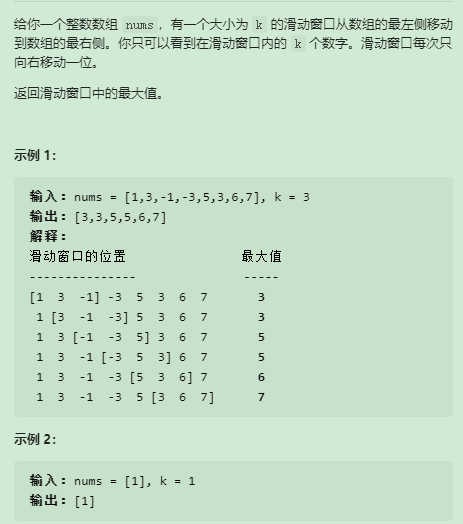 给你一个整数数组 nums，有一个大小为 k 的滑动窗口从数组的最左侧移动
到数组的最右侧。你只可以看到在滑动窗口内的 k 个数字。滑动窗口每次只
向右移动一位。
返回滑动窗口中的最大值。
示例 1：
输入：nums = [1,3,-1,-3,5,3,6,7], k = 3
输出：[3,3,5,5,6,7]
解释：
滑动窗口的位置                最大值
---------------               -----
[1  3  -1] -3  5  3  6  7       3
 1 [3  -1  -3] 5  3  6  7       3
 1  3 [-1  -3  5] 3  6  7       5
 1  3  -1 [-3  5  3] 6  7       5
 1  3  -1  -3 [5  3  6] 7       6
 1  3  -1  -3  5 [3  6  7]      7
示例 2：
输入：nums = [1], k = 1
输出：[1]